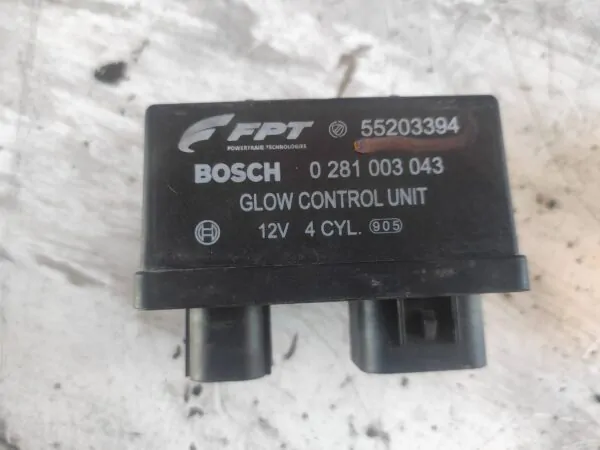 FPT 55203394
POWERTRAIN TECHNOLOGIES
BOSCH 0 281 003 043
GLOW CONTROL UNIT
12V 4 CYL. 905